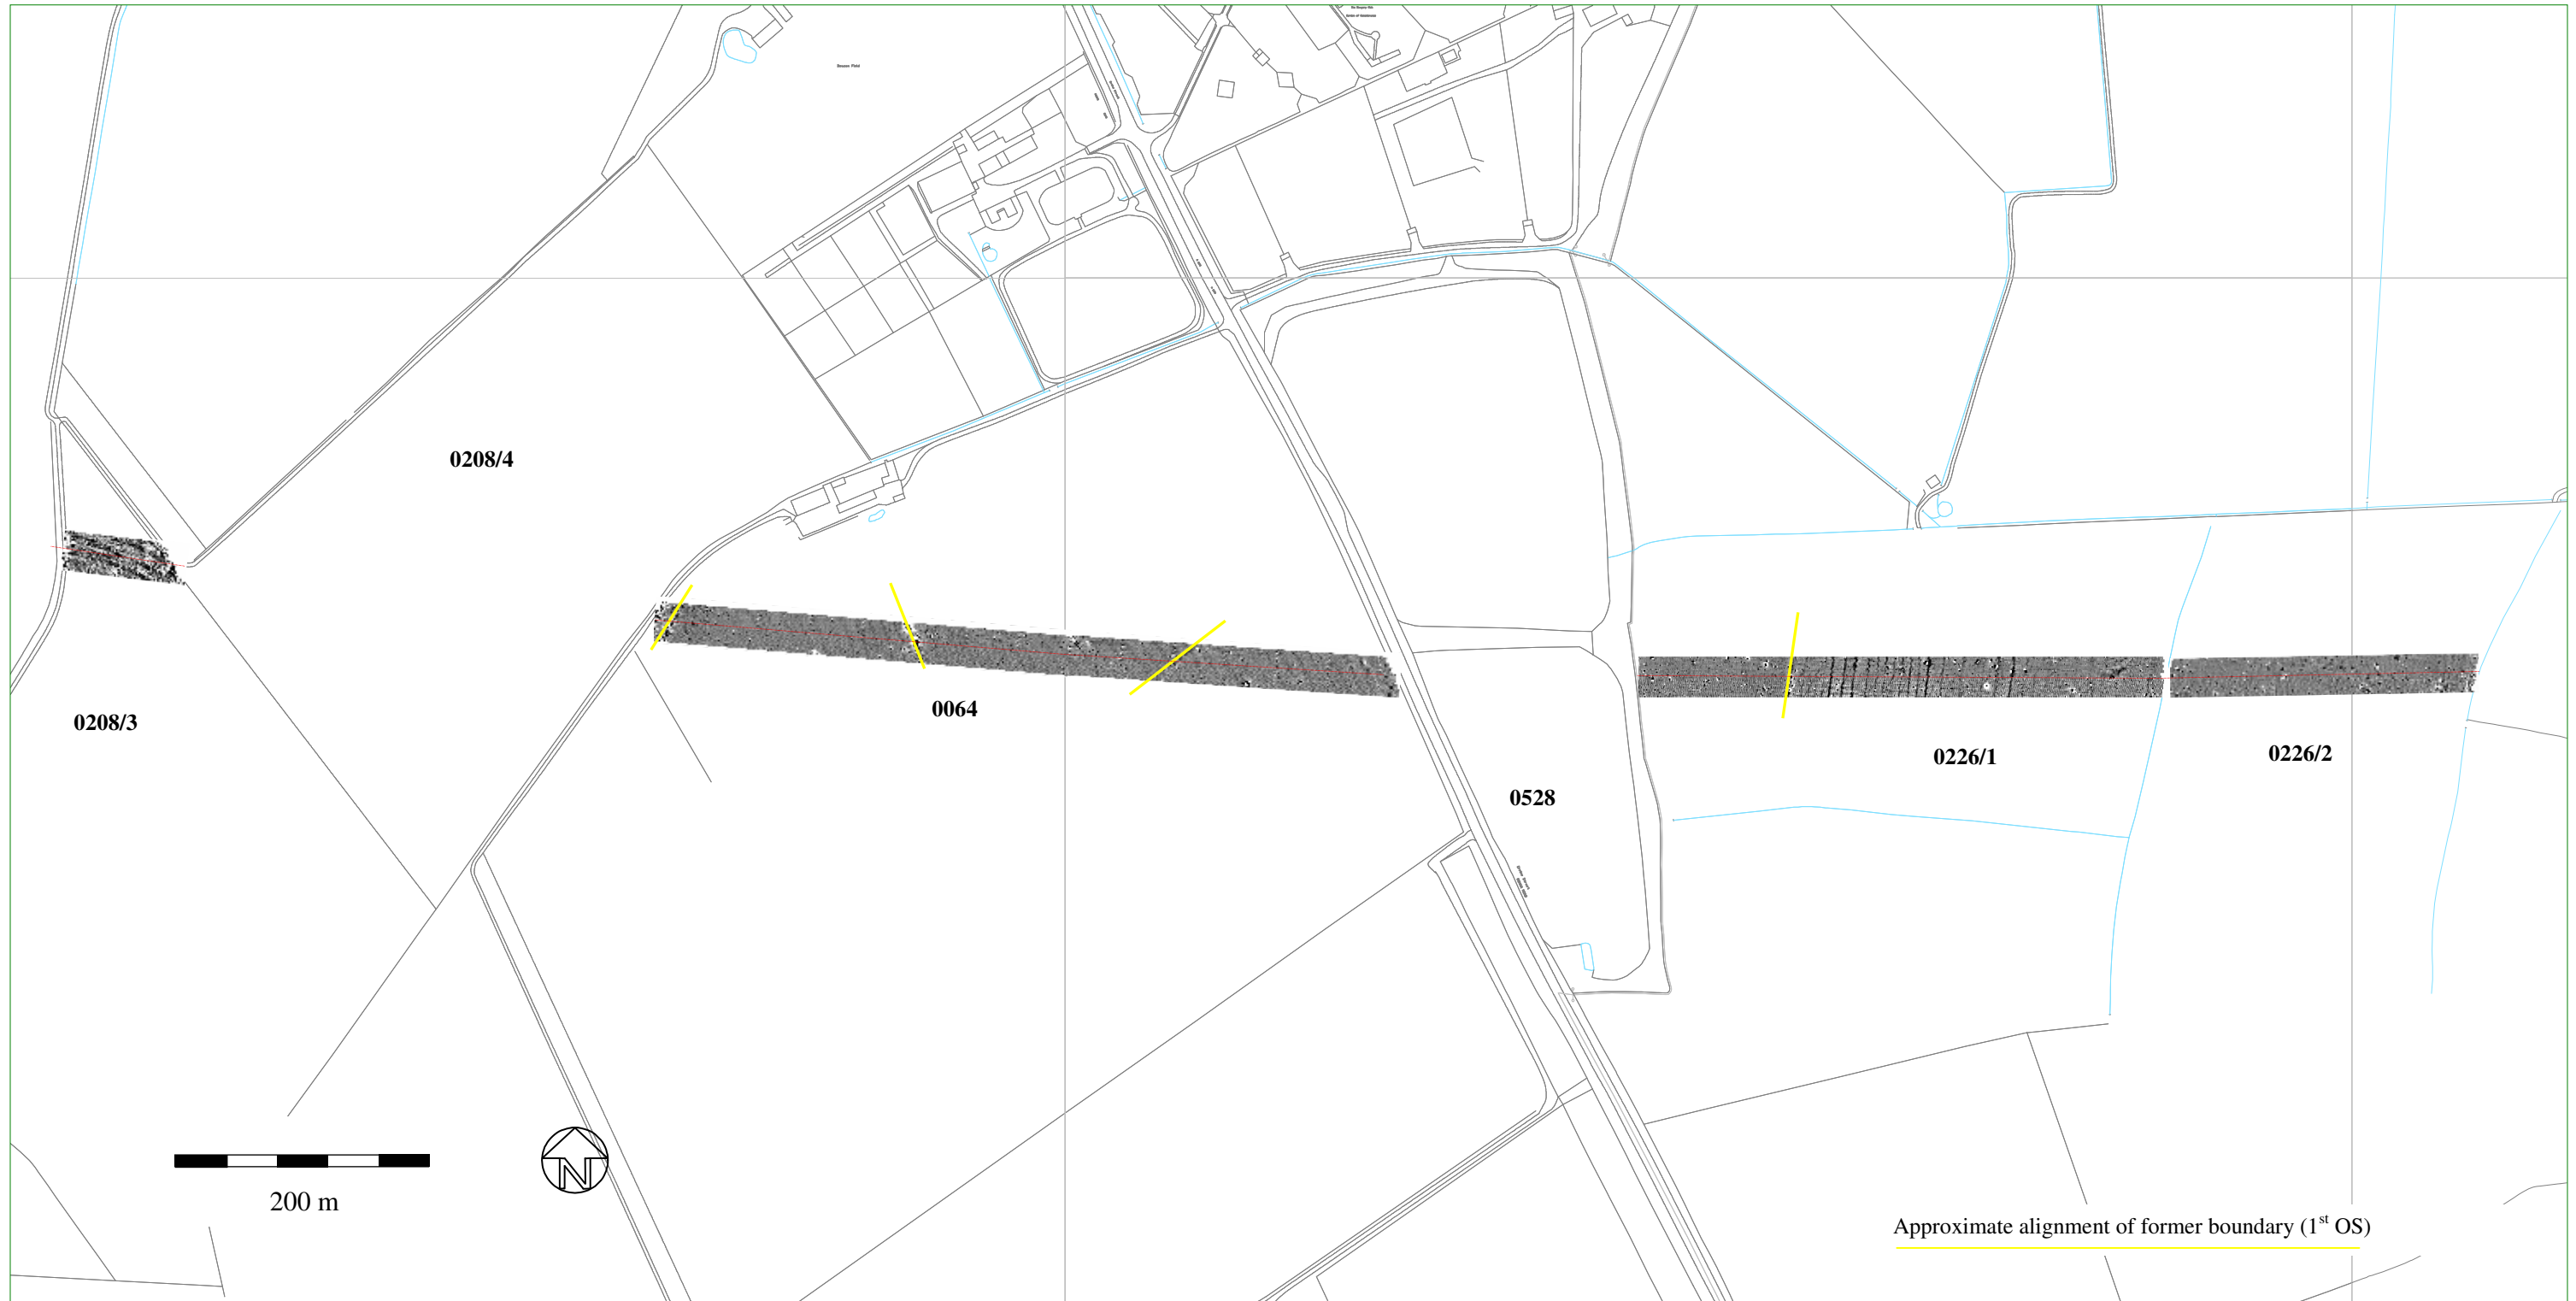 0208/4
0208/3
0064
0528
0226/1
0226/2
N
200 m
Approximate alignment of former boundary (1st OS)